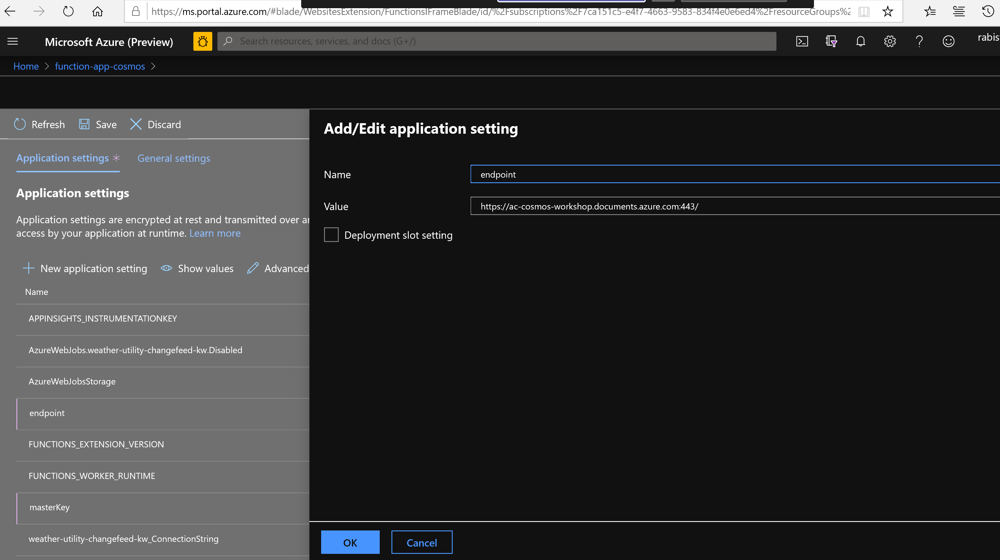 https://ms.portal.azure.com/#blade/WebsitesExtension/FunctionsIFrameBlade/id/%2Fsubscriptions%2F7ca151c5-e4f7-4663-9583-834f4e0e6ed4%2FresourceGroups%2
Microsoft Azure (Preview)
Search resources, services, and docs (G+/)
rabis
Home > function-app-cosmos >
Refresh Save Discard
Application settings * General settings
Application settings
Application settings are encrypted at rest and transmitted over
access by your application at runtime. Learn more
New application setting Show values Advanced
Name
APPINSIGHTS_INSTRUMENTATIONKEY
AzureWebJobs.weather-utility-changefeed-kw.Disabled
AzureWebJobsStorage
endpoint
FUNCTIONS_EXTENSION_VERSION
FUNCTIONS_WORKER_RUNTIME
masterKey
weather-utility-changefeed-kw_ConnectionString
Add/Edit application setting
Name endpoint
Value https://ac-cosmos-workshop.documents.azure.com:443/
Deployment slot setting
OK Cancel